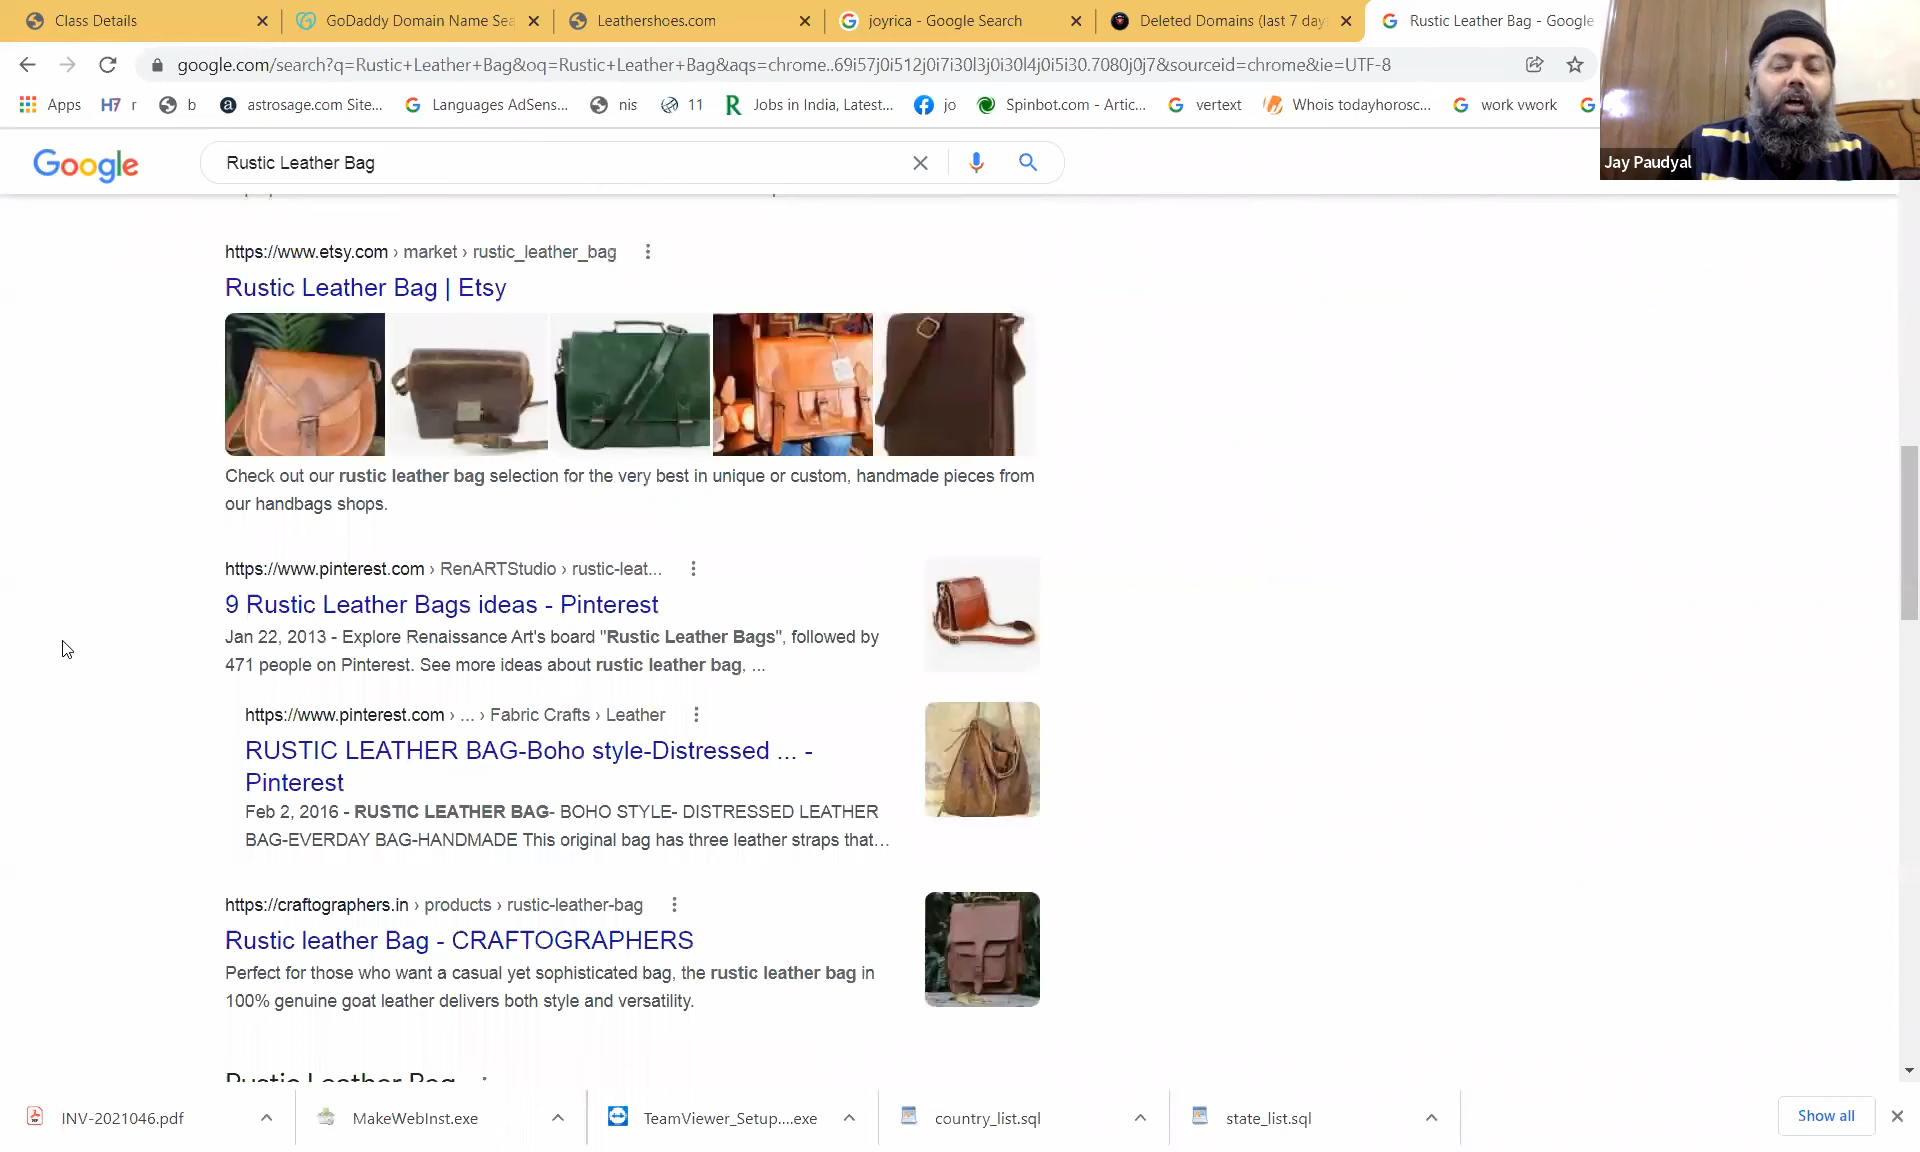 Class Details
GoDaddy Domain Name Sea
Leathershoes.com
joyrica - Google Search
Deleted Domains (last 7 day
Rustic Leather Bag - Google
google.com/search?q=Rustic+Leather+Bag&oq=Rustic+Leather+Bag&aqs=chrome..69i57j0i512j0i7i30l3j0i30l4j0i5i30.7080j0j7&sourceid=chrome&ie=UTF-8
Apps
H7 r
b
astrosage.com Site...
Languages AdSens...
nis
11
Jobs in India, Latest...
jo
Spinbot.com - Artic...
vertext
Whois todayhorosc...
work vwork
Jay Paudyal
Google
Rustic Leather Bag
https://www.etsy.com › market › rustic_leather_bag
Rustic Leather Bag | Etsy
Check out our rustic leather bag selection for the very best in unique or custom, handmade pieces from
our handbags shops.
https://www.pinterest.com › RenARTStudio › rustic-leat...
9 Rustic Leather Bags ideas - Pinterest
Jan 22, 2013 - Explore Renaissance Art's board "Rustic Leather Bags", followed by
471 people on Pinterest. See more ideas about rustic leather bag, ...
https://www.pinterest.com › ... › Fabric Crafts › Leather
RUSTIC LEATHER BAG-Boho style-Distressed ... -
Pinterest
Feb 2, 2016 - RUSTIC LEATHER BAG- BOHO STYLE- DISTRESSED LEATHER
BAG-EVERDAY BAG-HANDMADE This original bag has three leather straps that...
https://craftographers.in › products › rustic-leather-bag
Rustic leather Bag - CRAFTOGRAPHERS
Perfect for those who want a casual yet sophisticated bag, the rustic leather bag in
100% genuine goat leather delivers both style and versatility.
Rustic Leather Bag
INV-2021046.pdf
MakeWebInst.exe
TeamViewer_Setup....exe
country_list.sql
state_list.sql
Show all